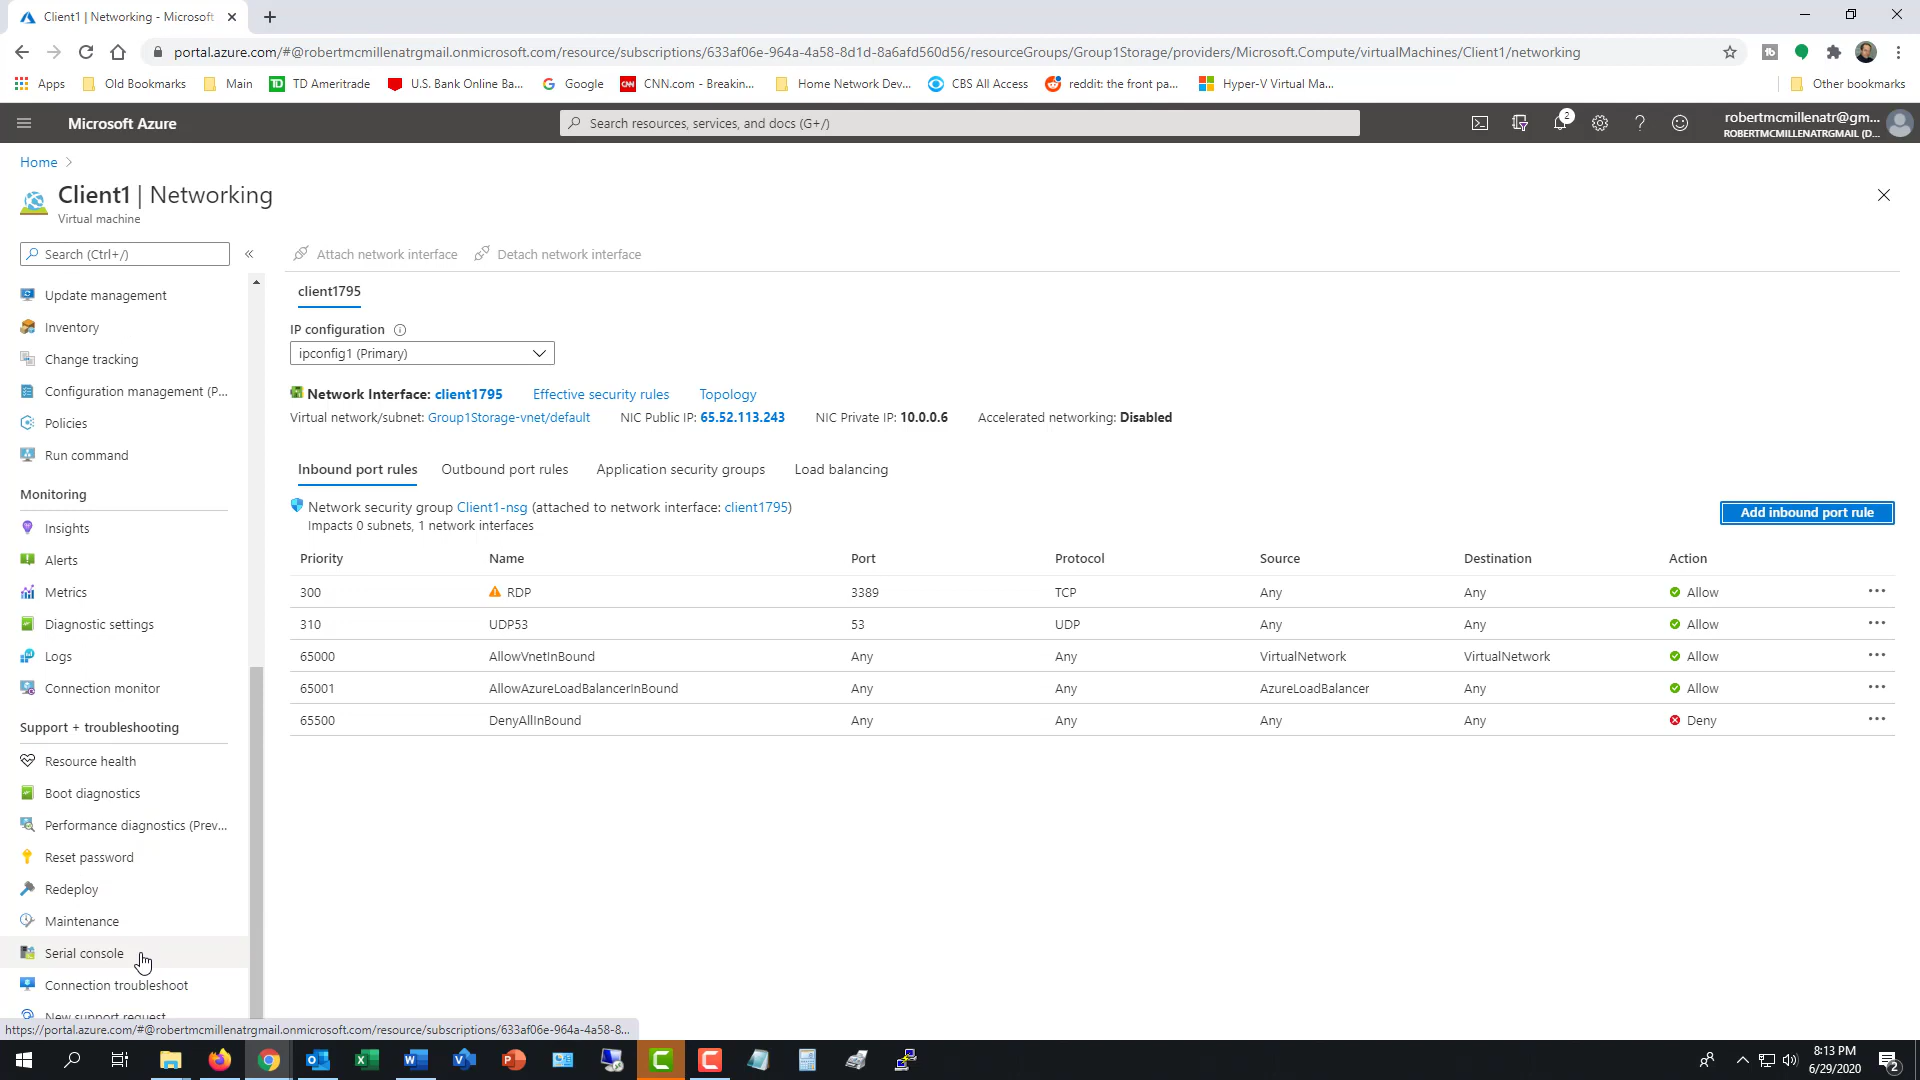 Client1 | Networking - Microsoft
portal.azure.com/#@robertmcmillenatrgmail.onmicrosoft.com/resource/subscriptions/633af06e-964a-4a58-8d1d-8a6afd560d56/resourceGroups/Group1Storage/providers/Microsoft.Compute/virtualMachines/Client1/networking
Apps Old Bookmarks Main TD Ameritrade U.S. Bank Online Ba... Google CNN.com - Breakin... Home Network Dev... CBS All Access reddit: the front pa... Hyper-V Virtual Ma... Other bookmarks
Microsoft Azure
Search resources, services, and docs (G+/)
2
robertmcmillenatr@gm...
ROBERTMCMILLENATRGMAIL (D...
Home
Client1 | Networking
Virtual machine
Search (Ctrl+/)
«
Update management
Inventory
Change tracking
Configuration management (P...
Policies
Run command
Monitoring
Insights
Alerts
Metrics
Diagnostic settings
Logs
Connection monitor
Support + troubleshooting
Resource health
Boot diagnostics
Performance diagnostics (Prev...
Reset password
Redeploy
Maintenance
Serial console
Connection troubleshoot
New support request
Attach network interface Detach network interface
client1795
IP configuration
ipconfig1 (Primary)
Network Interface: client1795 Effective security rules Topology
Virtual network/subnet: Group1Storage-vnet/default NIC Public IP: 65.52.113.243 NIC Private IP: 10.0.0.6 Accelerated networking: Disabled
Inbound port rules Outbound port rules Application security groups Load balancing
Network security group Client1-nsg (attached to network interface: client1795)
Impacts 0 subnets, 1 network interfaces
Add inbound port rule
Priority Name Port Protocol Source Destination Action
300 RDP 3389 TCP Any Any Allow
310 UDP53 53 UDP Any Any Allow
65000 AllowVnetInBound Any Any VirtualNetwork VirtualNetwork Allow
65001 AllowAzureLoadBalancerInBound Any Any AzureLoadBalancer Any Allow
65500 DenyAllInBound Any Any Any Any Deny
https://portal.azure.com/#@robertmcmillenatrgmail.onmicrosoft.com/resource/subscriptions/633af06e-964a-4a58-8...
8:13 PM
6/29/2020
2